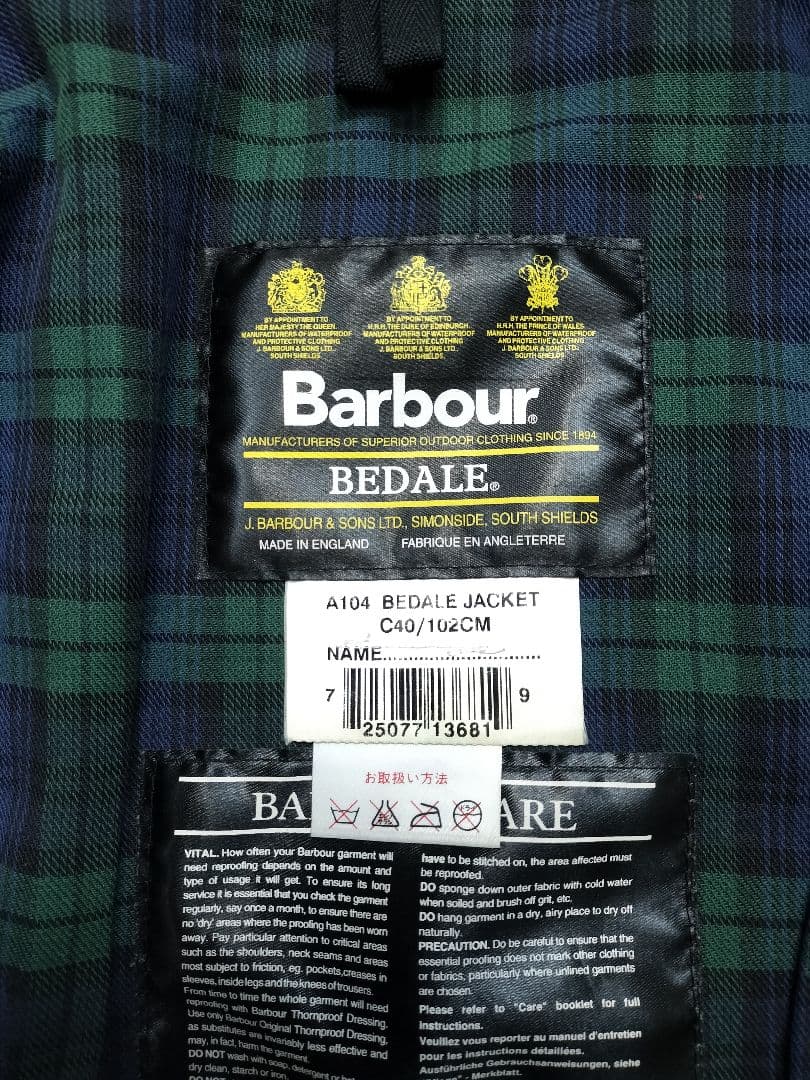 BY APPOINTMENT TO
HER MAJESTY THE QUEEN
MANUFACTURERS OF WATERPROOF
AND PROTECTIVE CLOTHING
J. BARBOUR & SONS LTD.,
SOUTH SHIELDS
BY APPOINTMENT TO
H.R.H. THE DUKE OF EDINBURGH.
MANUFACTURERS OF WATERPROOF
AND PROTECTIVE CLOTHING
J. BARBOUR & SONS LTD.
SOUTH SHIELDS
BY APPOINTMENT TO
H.R.H. THE PRINCE OF WALES
MANUFACTURERS OF WATERPROOF
AND PROTECTIVE CLOTHING
J. BARBOUR & SONS LTD.
SOUTH SHIELDS
Barbour®
MANUFACTURERS OF SUPERIOR OUTDOOR CLOTHING SINCE 1894
BEDALE®
J. BARBOUR & SONS LTD., SIMONSIDE, SOUTH SHIELDS
MADE IN ENGLAND FABRIQUE EN ANGLETERRE
A104 BEDALE JACKET
C40/102CM
NAME..............................
7 25077 13681 9
お取扱い方法
ドライ
BA ARE
VITAL. How often your Barbour garment will
need reproofing depends on the amount and
type of usage it will get. To ensure its long
service it is essential that you check the garment
regularly, say once a month, to ensure there are
no 'dry' areas where the proofing has been worn
away. Pay particular attention to critical areas
such as the shoulders, neck seams and areas
most subject to friction, eg. pockets,creases in
sleeves, inside legs and the knees of trousers.
From time to time the whole garment will need
reproofing with Barbour Thornproof Dressing.
Use only Barbour Original Thornproof Dressing,
as substitutes are invariably less effective and
may, in fact, harm the garment.
DO NOT wash with soap, detergent or
dry clean, starch or iron.
DO NOT
have to be stitched on, the area affected must
be reproofed.
DO sponge down outer fabric with cold water
when soiled and brush off grit, etc.
DO hang garment in a dry, airy place to dry off
naturally.
PRECAUTION. Do be careful to ensure that the
essential proofing does not mark other clothing
or fabrics, particularly where unlined garments
are chosen.
Please refer to "Care" booklet for full
instructions.
Veuillez vous reporter au manuel d'entretien
pour les instructions détaillées.
Ausführliche Gebrauchsanweisungen, siehe
- Merkblatt.